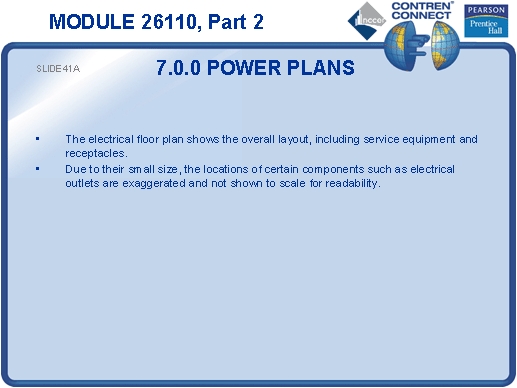 MODULE 26110, Part 2
nccer
CONTREN®
CONNECT
PEARSON
Prentice
Hall
SLIDE 41A
7.0.0 POWER PLANS
• The electrical floor plan shows the overall layout, including service equipment and
receptacles.
• Due to their small size, the locations of certain components such as electrical
outlets are exaggerated and not shown to scale for readability.